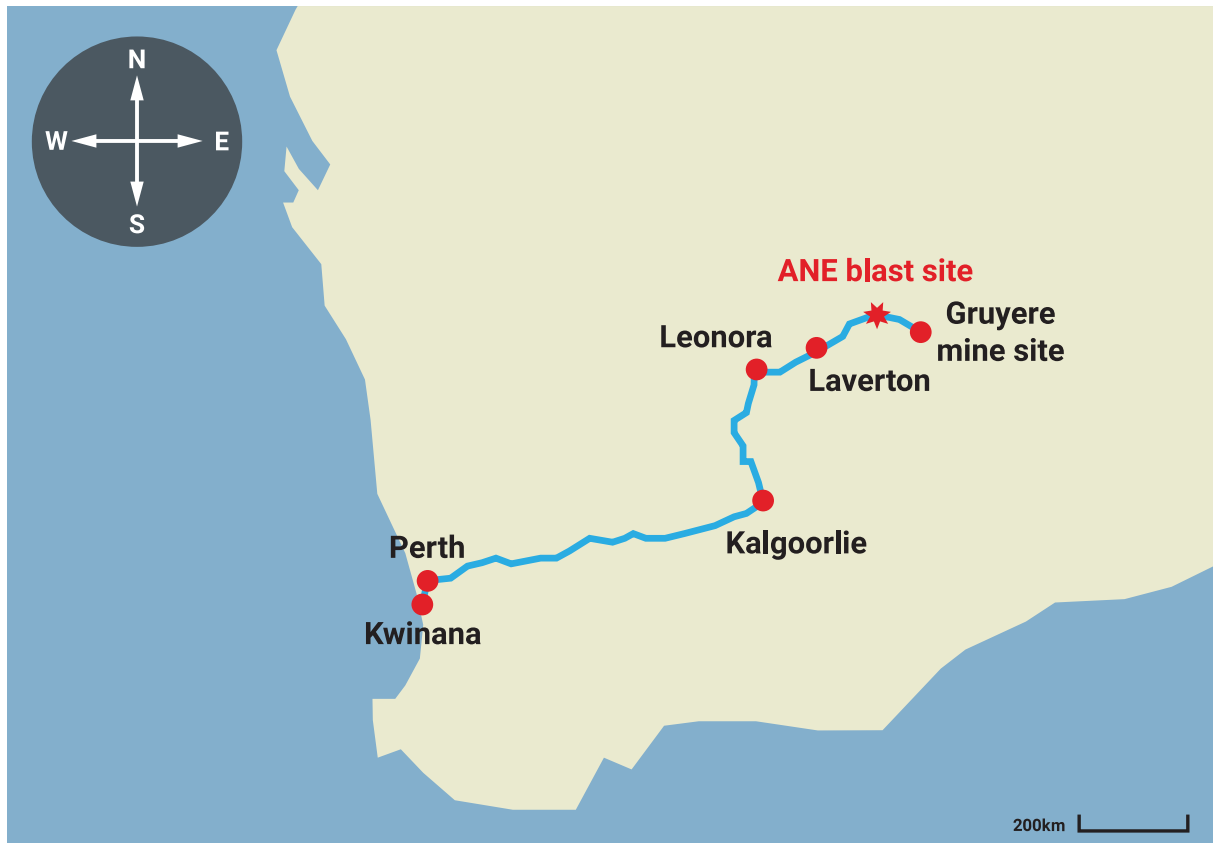 N
W
E
S
ANE blast site
Gruyere
mine site
Leonora
Laverton
Kalgoorlie
Perth
Kwinana
200km